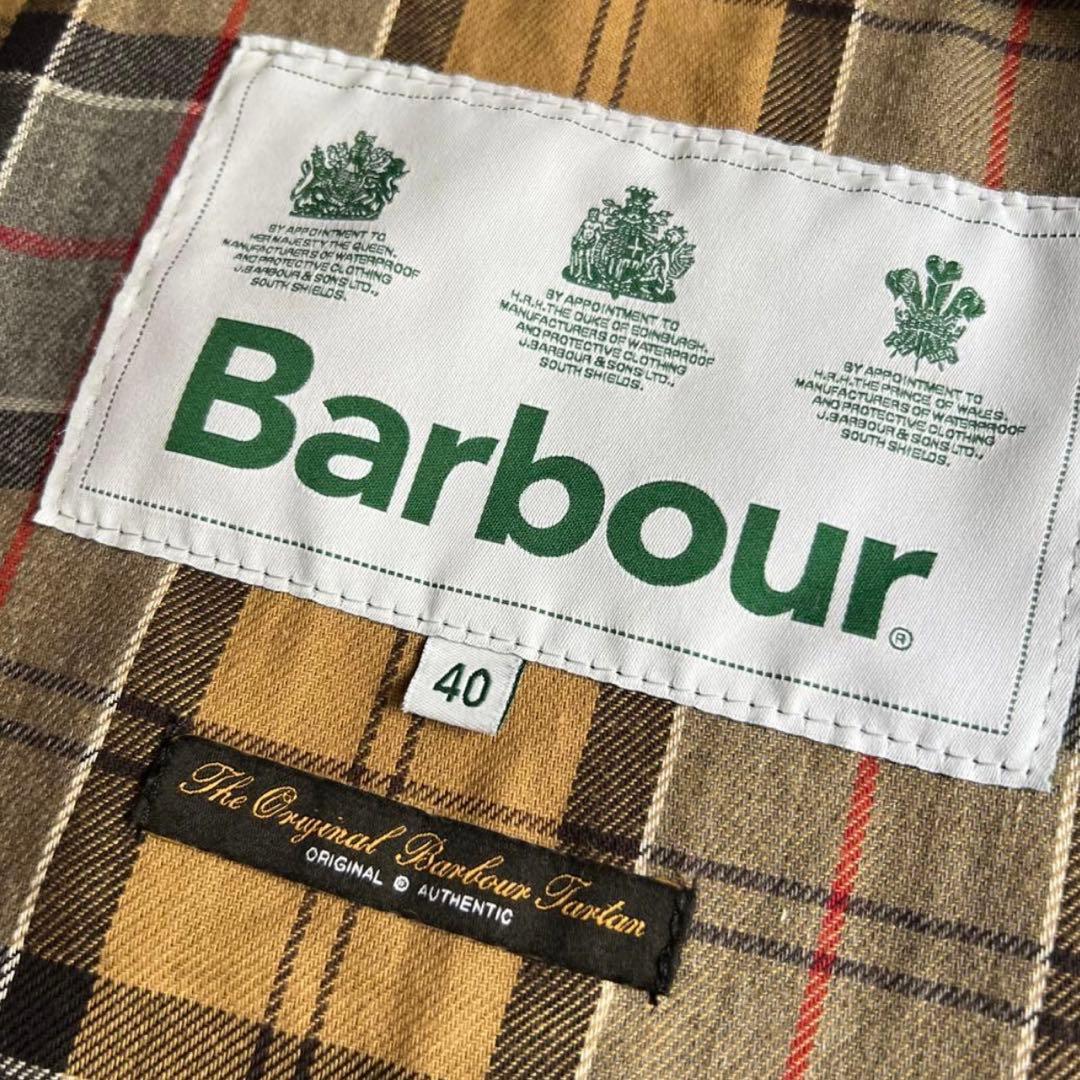 BY APPOINTMENT TO
HER MAJESTY THE QUEEN,
MANUFACTURERS OF WATERPROOF
AND PROTECTIVE CLOTHING
J.BARBOUR & SONS LTD.,
SOUTH SHIELDS.
BY APPOINTMENT TO
H.R.H. THE DUKE OF EDINBURGH,
MANUFACTURERS OF WATERPROOF
AND PROTECTIVE CLOTHING
J.BARBOUR & SONS LTD.,
SOUTH SHIELDS.
BY APPOINTMENT TO
H.R.H. THE PRINCE OF WALES,
MANUFACTURERS OF WATERPROOF
AND PROTECTIVE CLOTHING
J.BARBOUR & SONS LTD.,
SOUTH SHIELDS.
Barbour®
40
The Original Barbour Tartan
ORIGINAL ® AUTHENTIC